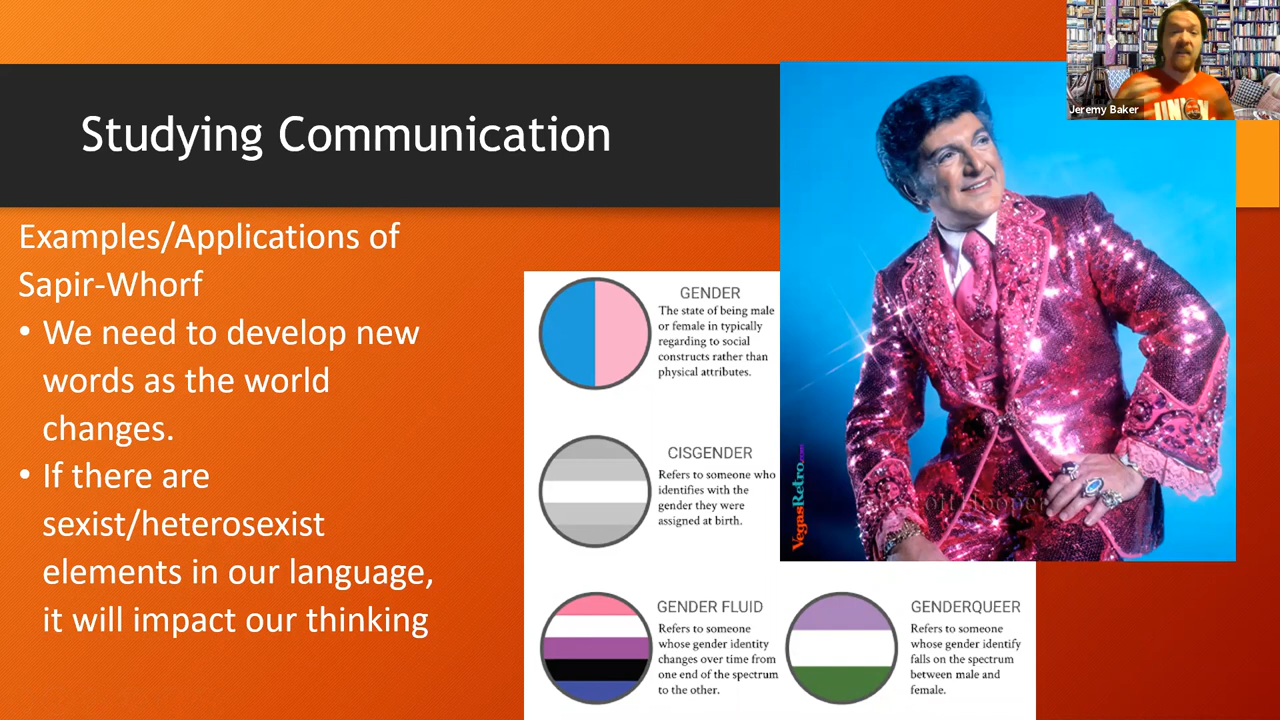 Studying Communication
Jeremy Baker
Examples/Applications of
Sapir-Whorf
• We need to develop new
words as the world
changes.
• If there are
sexist/heterosexist
elements in our language,
it will impact our thinking
GENDER
The state of being male
or female in typically
regarding to social
constructs rather than
physical attributes.
CISGENDER
Refers to someone who
identifies with the
gender they were
assigned at birth.
GENDER FLUID
Refers to someone
whose gender identity
changes over time from
one end of the spectrum
to the other.
GENDERQUEER
Refers to someone
whose gender identify
falls on the spectrum
between male and
female.
VegasRetro.com
Hooper